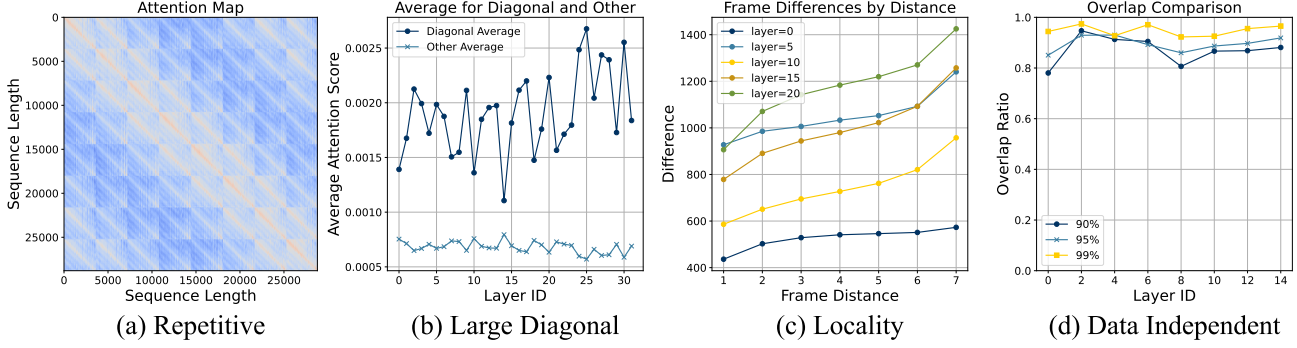 Attention Map
Sequence Length
0
5000
10000
15000
20000
25000
0 5000 10000 15000 20000 25000
Sequence Length
(a) Repetitive
Average for Diagonal and Other
Diagonal Average
Other Average
Average Attention Score
0.0025
0.0020
0.0015
0.0010
0.0005
0 5 10 15 20 25 30
Layer ID
(b) Large Diagonal
Frame Differences by Distance
layer=0
layer=5
layer=10
layer=15
layer=20
Difference
1400
1200
1000
800
600
400
1 2 3 4 5 6 7
Frame Distance
(c) Locality
Overlap Comparison
Overlap Ratio
1.0
0.8
0.6
0.4
0.2
0.0
90%
95%
99%
0 2 4 6 8 10 12 14
Layer ID
(d) Data Independent